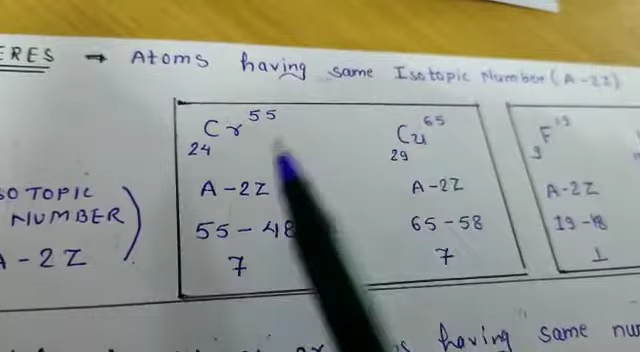 ERES → Atoms having same Isotopic Number (A-2Z)
24 Cr 55
A-2Z
55-48
7
29 Cu 65
A-2Z
65-58
7
9 F 19
A-2Z
19-18
1
SOTOPIC
NUMBER
A-2Z
having same num